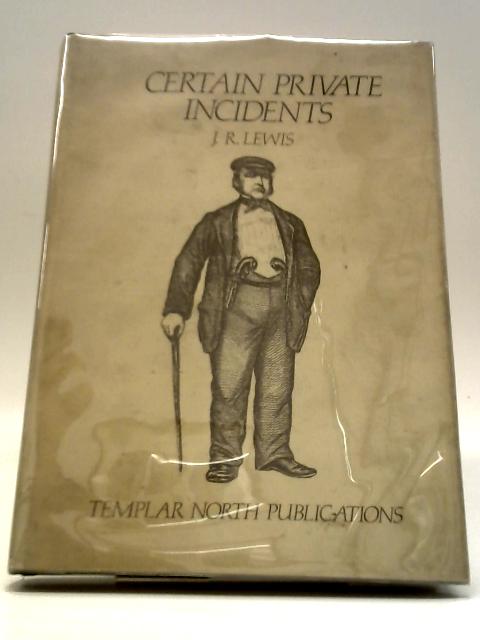 CERTAIN PRIVATE
INCIDENTS
J. R. LEWIS
TEMPLAR NORTH PUBLICATIONS